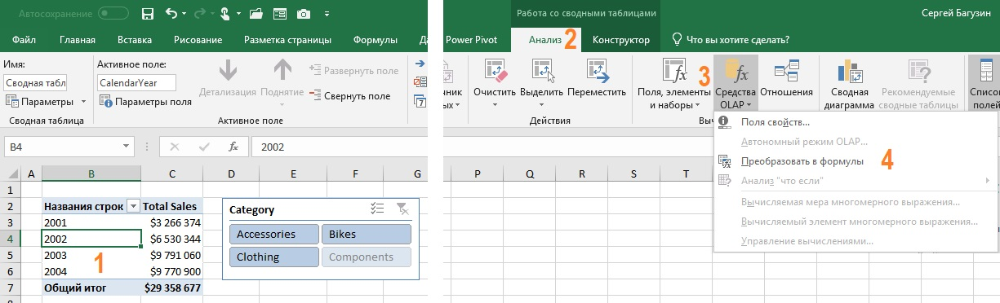 Автосохранение
Работа со сводными таблицами
Сергей Багузин
Файл Главная Вставка Рисование Разметка страницы Формулы Да
Power Pivot Анализ 2 Конструктор Что вы хотите сделать?
Имя:
Сводная табл
Параметры
Сводная таблица
Активное поле:
CalendarYear
Параметры поля
Детализация Поднятие
Развернуть поле
Свернуть поле
Активное поле
7
чник
ых
Очистить Выделить Переместить
Действия
Поля, элементы
и наборы
3
Средства
OLAP
Отношения
Выч
Сводная
диаграмма
Рекомендуемые
сводные таблицы
Список
полей
Поля свойств...
Автономный режим OLAP...
Преобразовать в формулы 4
Анализ "что если"
Вычисляемая мера многомерного выражения...
Вычисляемый элемент многомерного выражения...
Управление вычислениями...
B4 fx 2002
A B C D E F G P Q R S T
1
2 Названия строк Total Sales
3 2001 $3 266 374
4 2002 $6 530 344
5 2003 $9 791 060
6 2004 $9 770 900
7 Общий итог $29 358 677
1
Category
Accessories Bikes
Clothing Components